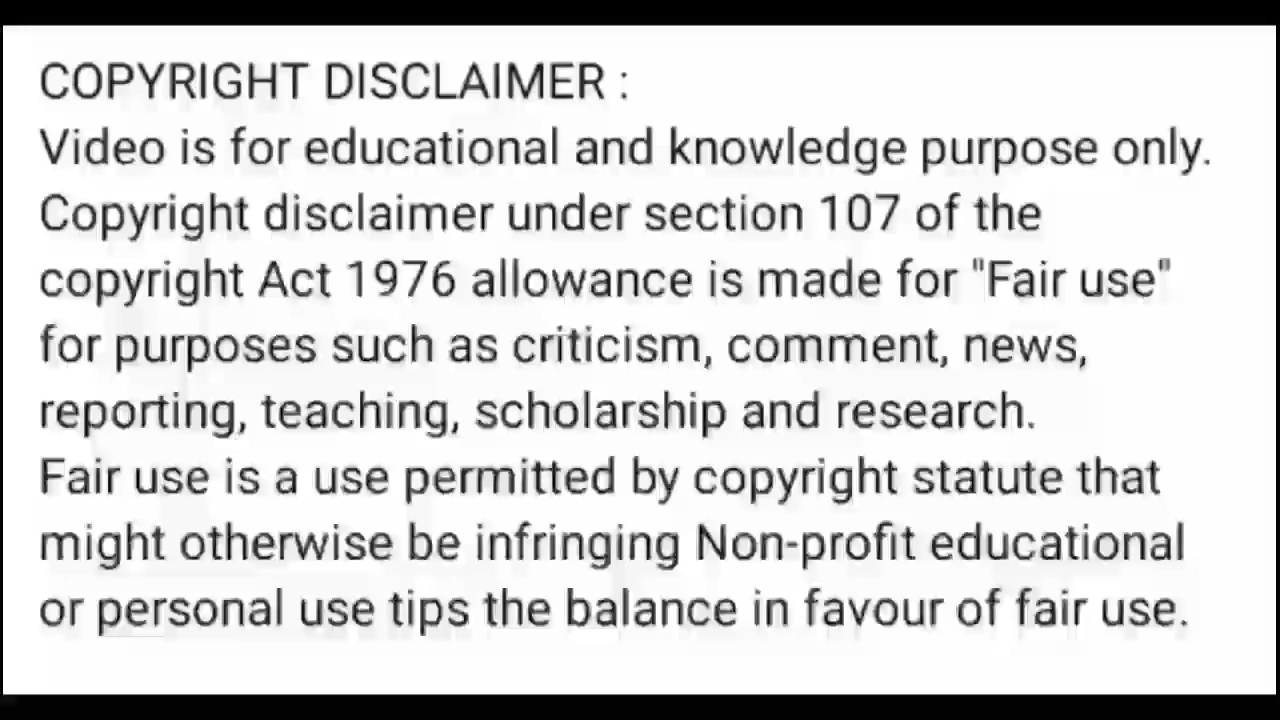 COPYRIGHT DISCLAIMER :
Video is for educational and knowledge purpose only.
Copyright disclaimer under section 107 of the
copyright Act 1976 allowance is made for "Fair use"
for purposes such as criticism, comment, news,
reporting, teaching, scholarship and research.
Fair use is a use permitted by copyright statute that
might otherwise be infringing Non-profit educational
or personal use tips the balance in favour of fair use.